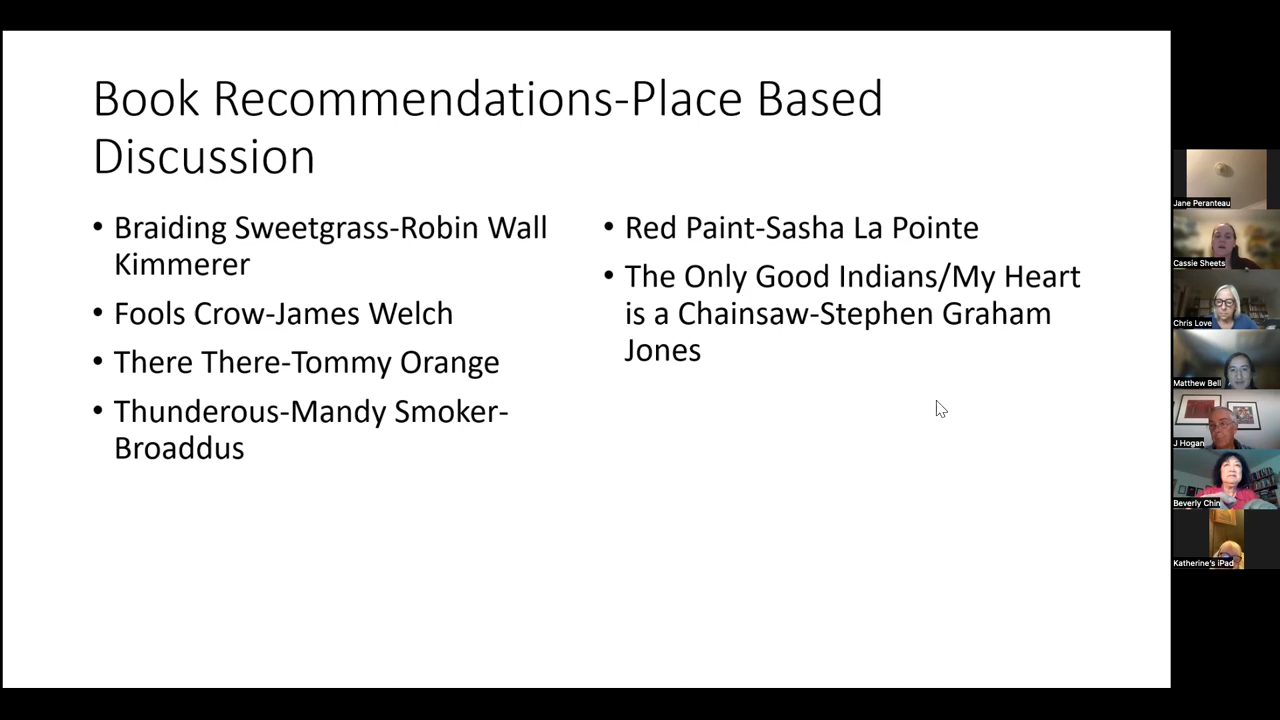 Book Recommendations-Place Based
Discussion
• Braiding Sweetgrass-Robin Wall
Kimmerer
• Fools Crow-James Welch
• There There-Tommy Orange
• Thunderous-Mandy Smoker-
Broaddus
• Red Paint-Sasha La Pointe
• The Only Good Indians/My Heart
is a Chainsaw-Stephen Graham
Jones
Jane Peranteau
Cassie Sheets
Chris Love
Matthew Bell
J Hogan
Beverly Chin
Katherine's iPad